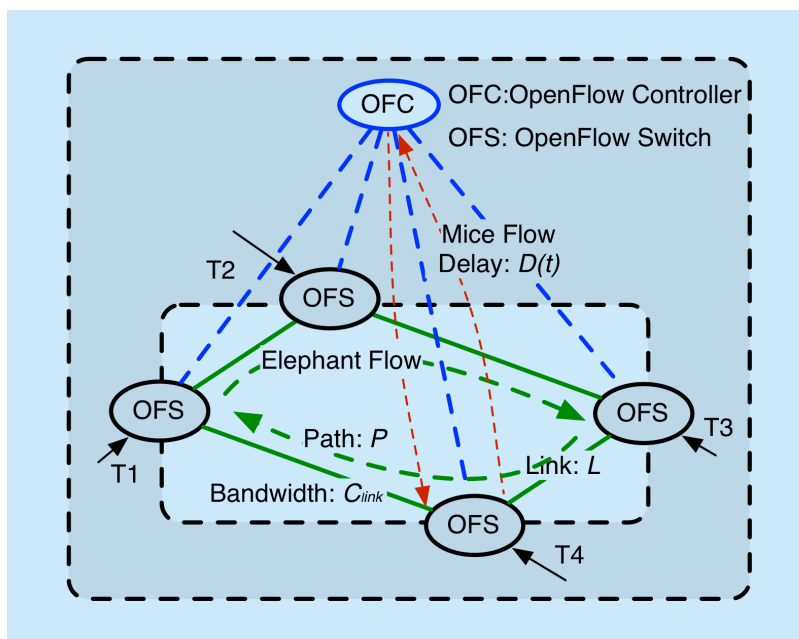 OFC
OFC:OpenFlow Controller
OFS: OpenFlow Switch
Mice Flow
Delay: D(t)
T2
OFS
Elephant Flow
OFS
OFS
T3
Path: P
T1
Link: L
Bandwidth: Clink
OFS
T4